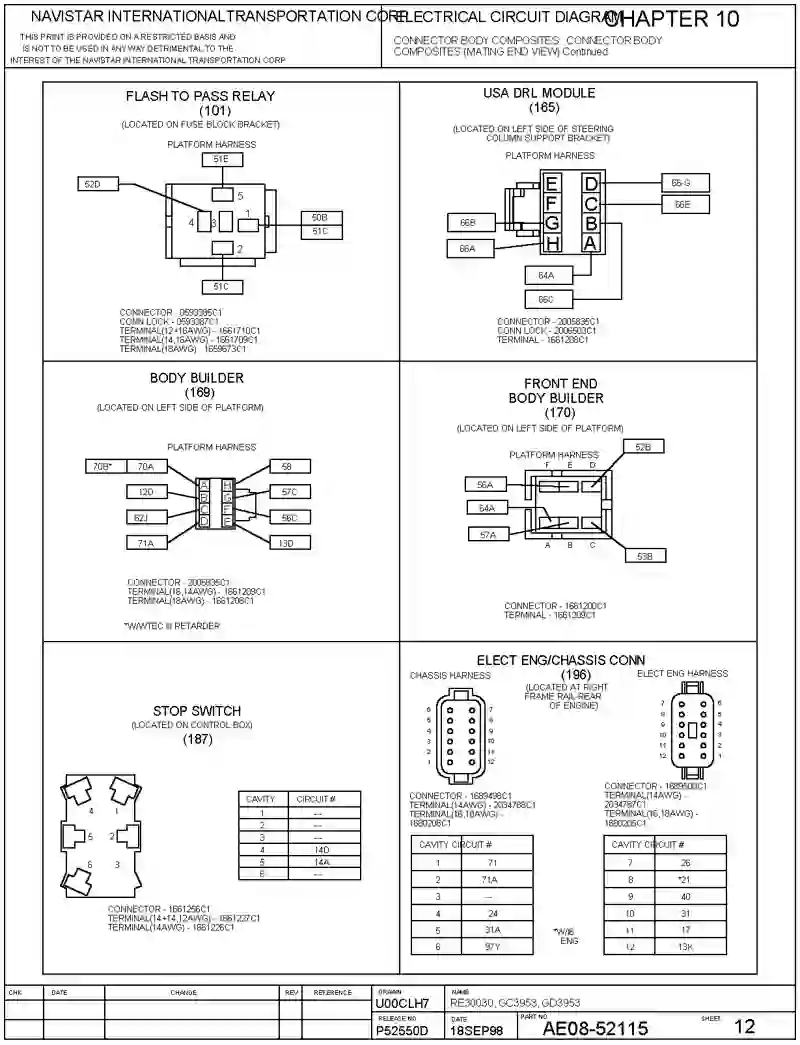 NAVISTAR INTERNATIONALTRANSPORTATION CORP.
THIS PRINT IS PROVIDED ON A RESTRICTED BASIS AND
IS NOT TO BE USED IN ANY WAY DETRIMENTAL TO THE
INTEREST OF THE NAVISTAR INTERNATIONAL TRANSPORTATION CORP
ELECTRICAL CIRCUIT DIAGRAM
CHAPTER 10
CONNECTOR BODY COMPOSITES: CONNECTOR BODY
COMPOSITES (MATING END VIEW) Continued
FLASH TO PASS RELAY
(101)
(LOCATED ON FUSE BLOCK BRACKET)
PLATFORM HARNESS
51E
52D
5
4
3
1
2
50B
51C
51C
CONNECTOR - 0593385C1
CONN LOCK - 0593387C1
TERMINAL(12+16AWG) - 1661710C1
TERMINAL(14,16AWG) - 1661709C1
TERMINAL(18AWG) 1659673C1
USA DRL MODULE
(165)
(LOCATED ON LEFT SIDE OF STEERING
COLUMN SUPPORT BRACKET)
PLATFORM HARNESS
E D
F C
G B
H A
66-G
66E
66B
66A
64A
66C
CONNECTOR - 2005835C1
CONN LOCK - 2006503C1
TERMINAL - 1661208C1
BODY BUILDER
(169)
(LOCATED ON LEFT SIDE OF PLATFORM)
PLATFORM HARNESS
70B* 70A
12D
62J
71A
A H
B G
C F
D E
58
57C
56C
13D
CONNECTOR - 2005835C1
TERMINAL(16,14AWG) - 1661209C1
TERMINAL(18AWG) - 1661208C1
*W/WTEC III RETARDER
FRONT END
BODY BUILDER
(170)
(LOCATED ON LEFT SIDE OF PLATFORM)
PLATFORM HARNESS
52B
F E D
56A
64A
57A
A B C
53B
CONNECTOR - 1661200C1
TERMINAL - 1661209C1
STOP SWITCH
(LOCATED ON CONTROL BOX)
(187)
4 1
5 2
6 3
CAVITY CIRCUIT #
1 ---
2 ---
3 ---
4 14D
5 14A
6 ---
CONNECTOR - 1661256C1
TERMINAL(14+14,12AWG) - 1661227C1
TERMINAL(14AWG) - 1661226C1
ELECT ENG/CHASSIS CONN
(196)
(LOCATED AT RIGHT
FRAME RAIL-REAR
OF ENGINE)
CHASSIS HARNESS
6 7
5 8
4 9
3 10
2 11
1 12
CONNECTOR - 1689498C1
TERMINAL(14AWG) - 2034768C1
TERMINAL(16,18AWG) -
1680206C1
ELECT ENG HARNESS
7 6
8 5
9 4
10 3
11 2
12 1
CONNECTOR - 1689500C1
TERMINAL(14AWG) -
2034767C1
TERMINAL(16,18AWG) -
1680205C1
CAVITY CIRCUIT #
1 71
2 71A
3 ---
4 24
5 31A
6 97Y
*W/I6
ENG
CAVITY CIRCUIT #
7 26
8 *21
9 40
10 31
11 17
12 13K
CHK DATE CHANGE REV REFERENCE
DRAWN
U00CLH7
NAME
RE30030, GC3953, GD3953
RELEASE NO
P52550D
DATE
18SEP98
PART NO
AE08-52115
SHEET 12